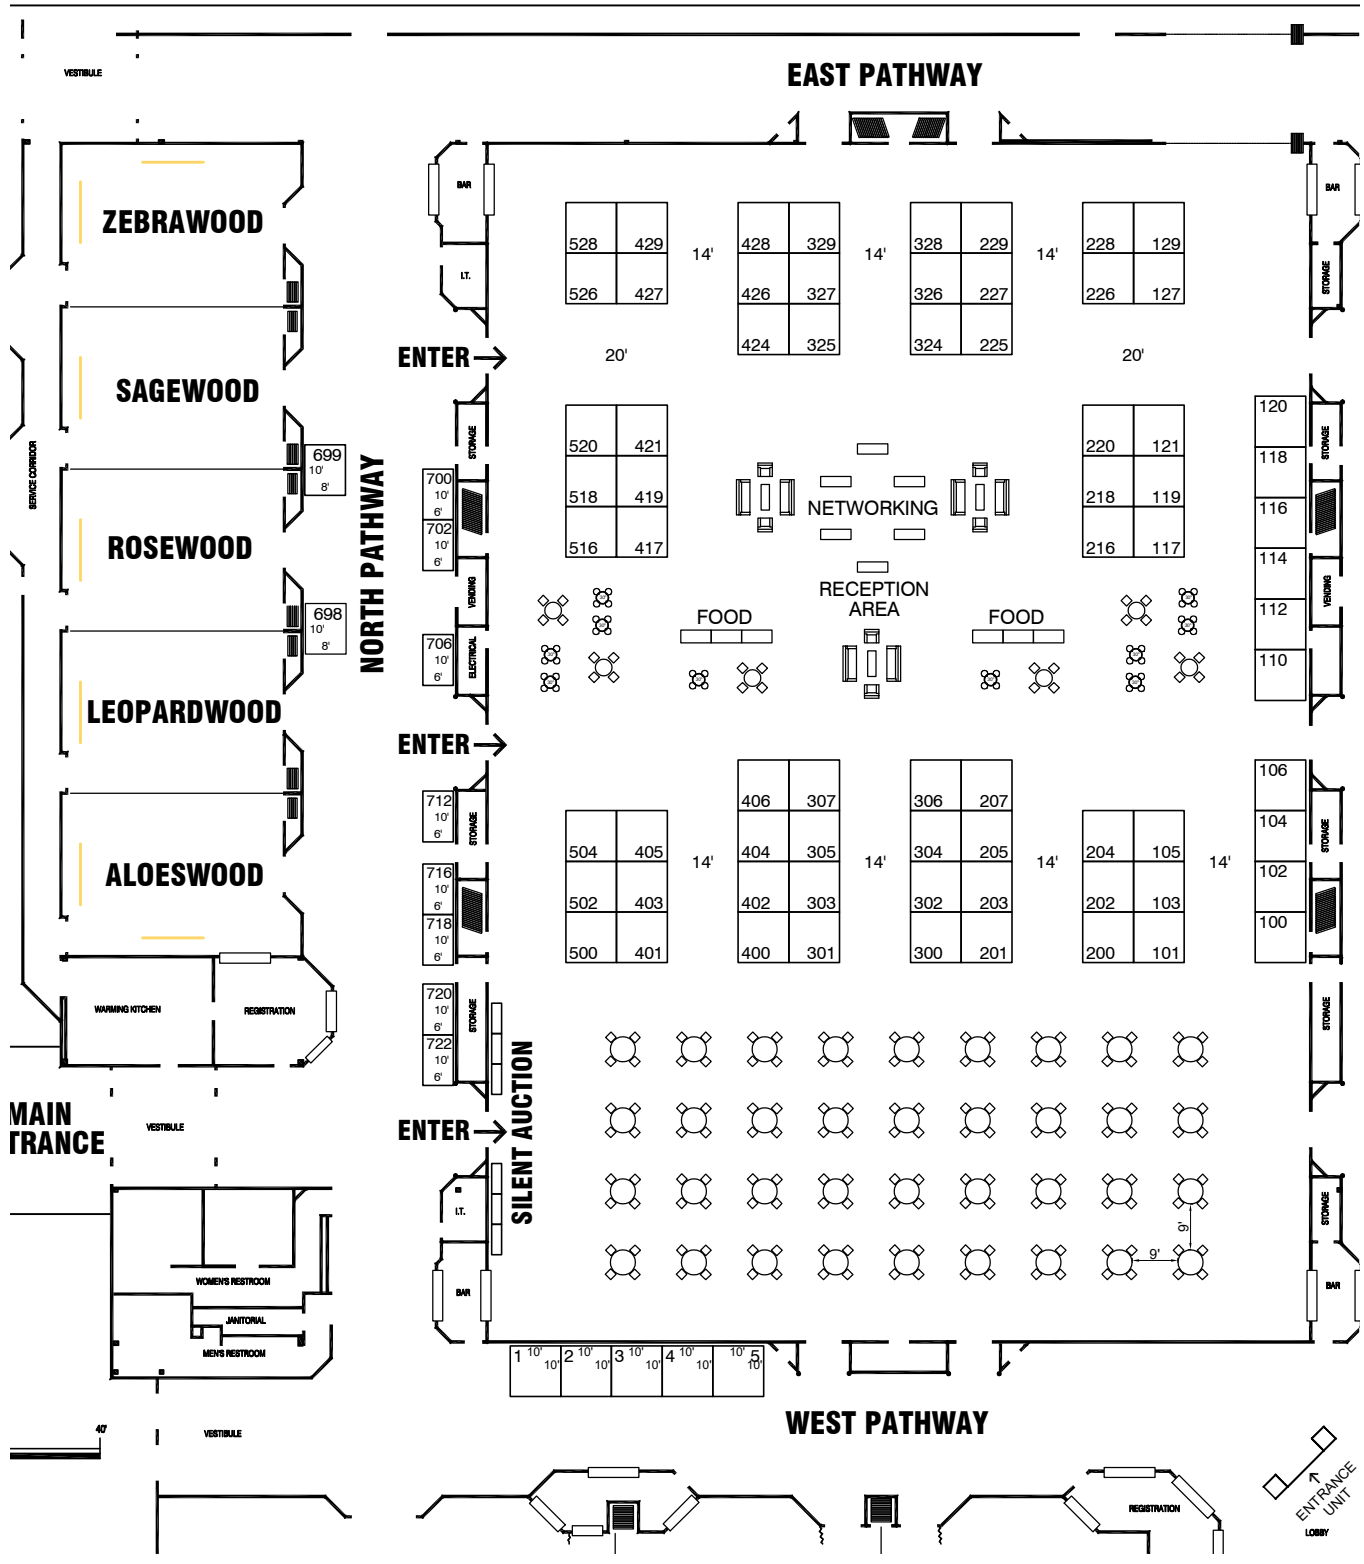 EAST PATHWAY
VESTIBULE
BAR
BAR
ZEBRAWOOD
528 429
14'
428 329
14'
328 229
14'
228 129
I.T.
STORAGE
526 427
426 327
326 227
226 127
424 325
324 225
ENTER
20'
20'
SAGEWOOD
120
STORAGE
STORAGE
520 421
220 121
699
10'
8'
118
SERVICE CORRIDOR
NORTH PATHWAY
700
10'
6'
518 419
NETWORKING
218 119
116
702
10'
6'
ROSEWOOD
516 417
216 117
114
VENDING
VENDING
RECEPTION
AREA
698
10'
8'
FOOD
FOOD
112
706
10'
6'
ELECTRICAL
110
LEOPARDWOOD
ENTER
106
712
10'
6'
STORAGE
406 307
306 207
104
STORAGE
504 405
14'
404 305
14'
304 205
14'
204 105
14'
ALOESWOOD
716
10'
6'
102
502 403
402 303
302 203
202 103
718
10'
6'
100
500 401
400 301
300 201
200 101
WARMING KITCHEN
REGISTRATION
720
10'
6'
STORAGE
STORAGE
722
10'
6'
SILENT AUCTION
MAIN
TRANCE
VESTIBULE
ENTER
I.T.
STORAGE
9'
9'
WOMEN'S RESTROOM
BAR
BAR
JANITORIAL
MEN'S RESTROOM
1 10' 10'
2 10' 10'
3 10' 10'
4 10' 10'
10' 5 10'
WEST PATHWAY
40'
VESTIBULE
REGISTRATION
ENTRANCE
UNIT
LOBBY